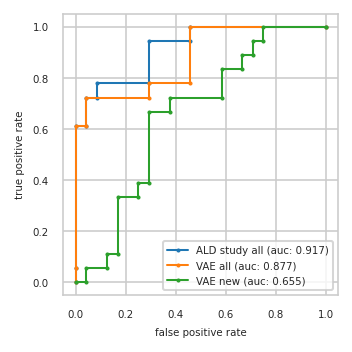 1.0
0.8
0.6
0.4
0.2
0.0
true positive rate
ALD study all (auc: 0.917)
VAE all (auc: 0.877)
VAE new (auc: 0.655)
0.0 0.2 0.4 0.6 0.8 1.0
false positive rate